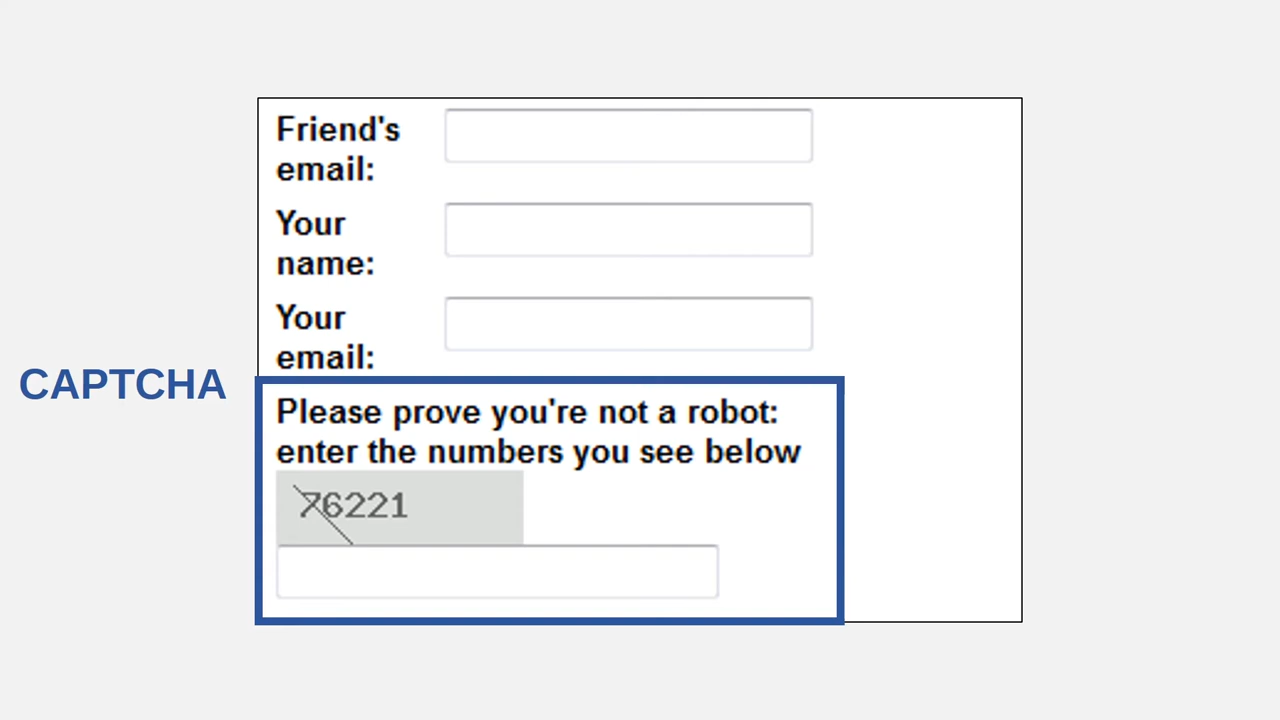 Friend's
email:
Your
name:
Your
email:
CAPTCHA
Please prove you're not a robot:
enter the numbers you see below
76221